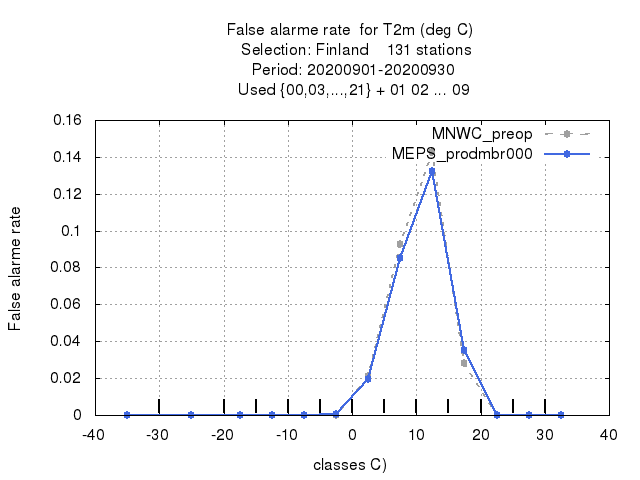 False alarme rate  for T2m (deg C)
Selection: Finland    131 stations
Period: 20200901-20200930
Used {00,03,...,21} + 01 02 ... 09
MNWC_preop
MEPS_prodmbr000
False alarme rate
0.16
0.14
0.12
0.1
0.08
0.06
0.04
0.02
0
-40 -30 -20 -10 0 10 20 30 40
classes C)